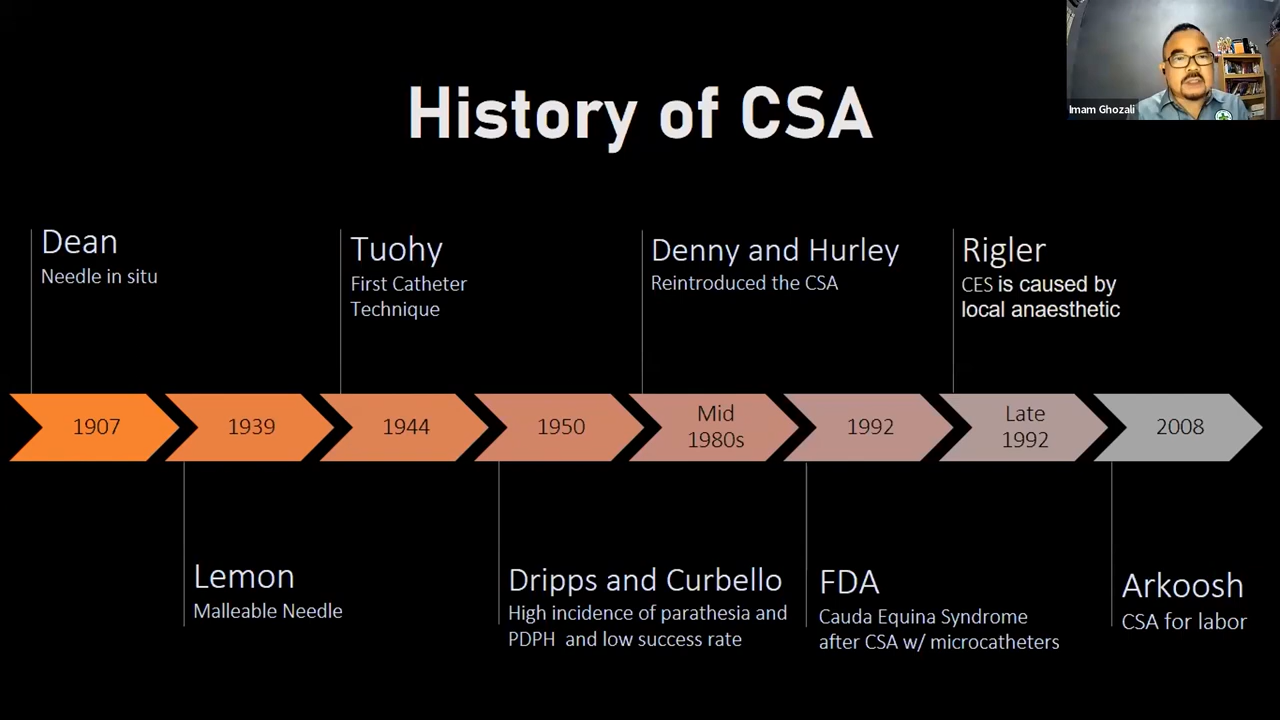 History of CSA
Imam Ghozali
Dean
Needle in situ
Tuohy
First Catheter
Technique
Denny and Hurley
Reintroduced the CSA
Rigler
CES is caused by
local anaesthetic
1907
1939
1944
1950
Mid
1980s
1992
Late
1992
2008
Lemon
Malleable Needle
Dripps and Curbello
High incidence of parathesia and
PDPH and low success rate
FDA
Cauda Equina Syndrome
after CSA w/ microcatheters
Arkoosh
CSA for labor